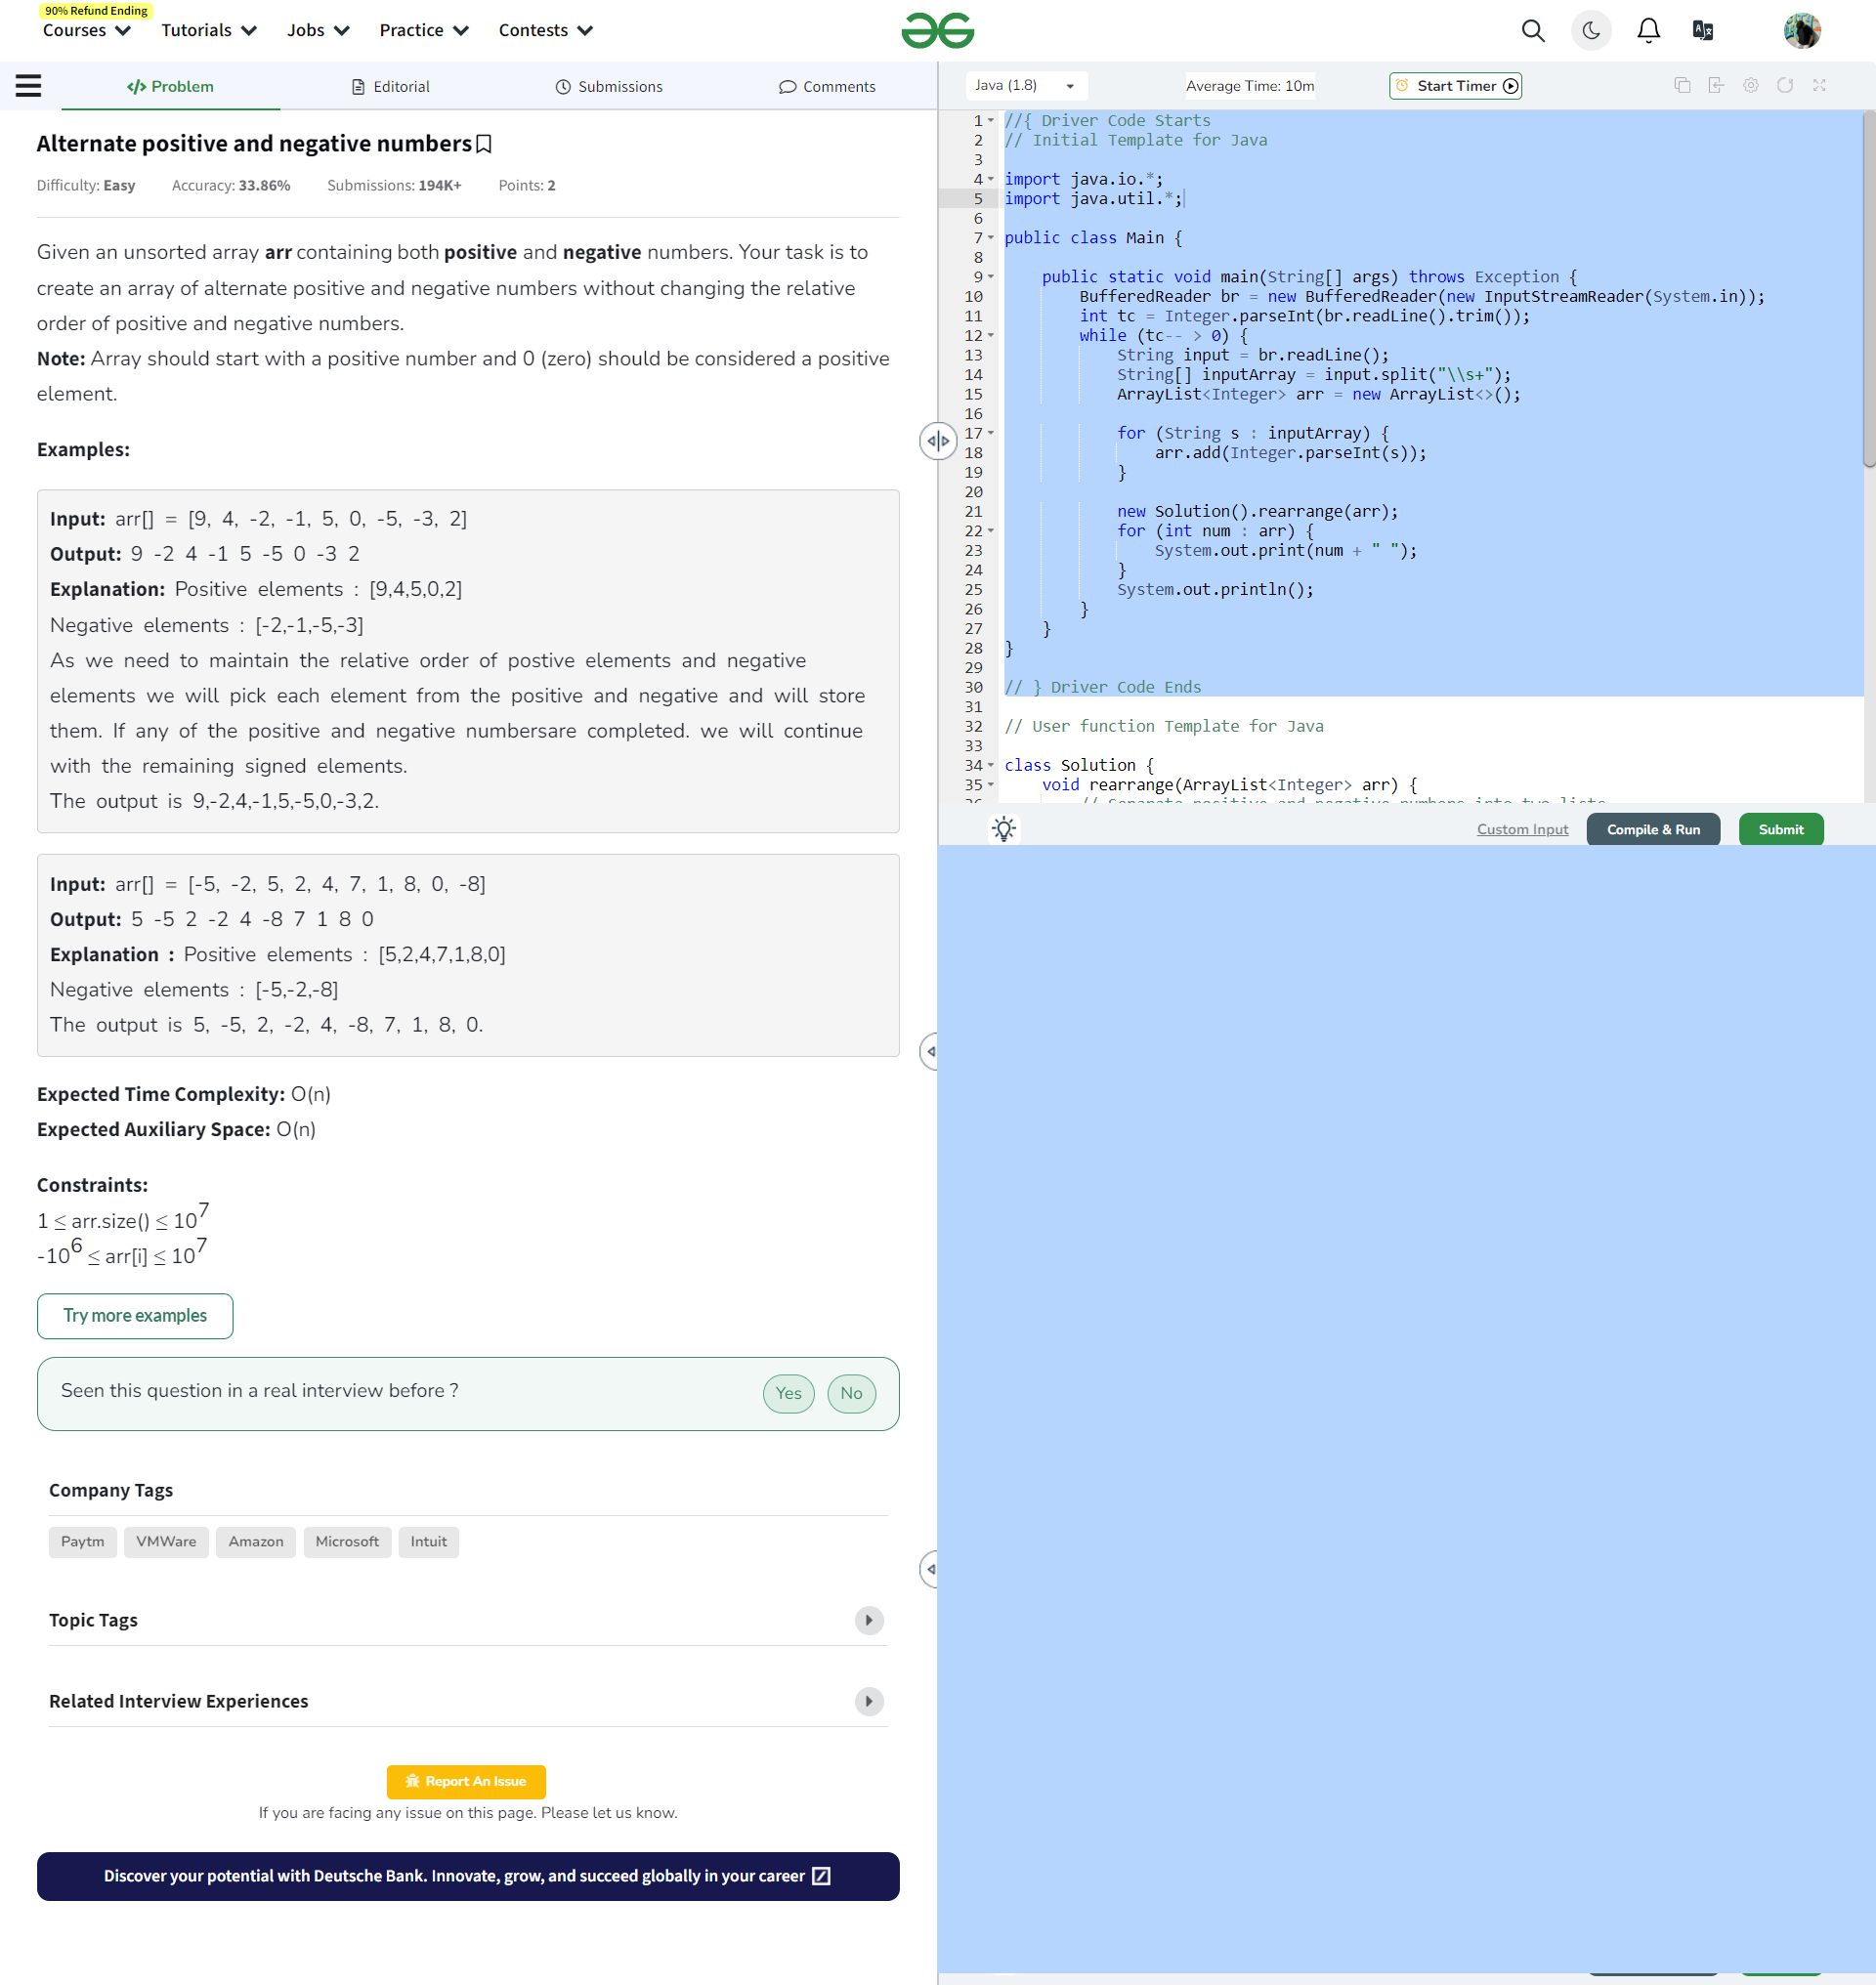 90% Refund Ending
Courses Tutorials Jobs Practice Contests
Problem Editorial Submissions Comments
Alternate positive and negative numbers
Difficulty: Easy Accuracy: 33.86% Submissions: 194K+ Points: 2
Given an unsorted array arr containing both positive and negative numbers. Your task is to
create an array of alternate positive and negative numbers without changing the relative
order of positive and negative numbers.
Note: Array should start with a positive number and 0 (zero) should be considered a positive
element.
Examples:
Input: arr[] = [9, 4, -2, -1, 5, 0, -5, -3, 2]
Output: 9 -2 4 -1 5 -5 0 -3 2
Explanation: Positive elements : [9,4,5,0,2]
Negative elements : [-2,-1,-5,-3]
As we need to maintain the relative order of postive elements and negative
elements we will pick each element from the positive and negative and will store
them. If any of the positive and negative numbersare completed. we will continue
with the remaining signed elements.
The output is 9,-2,4,-1,5,-5,0,-3,2.
Input: arr[] = [-5, -2, 5, 2, 4, 7, 1, 8, 0, -8]
Output: 5 -5 2 -2 4 -8 7 1 8 0
Explanation : Positive elements : [5,2,4,7,1,8,0]
Negative elements : [-5,-2,-8]
The output is 5, -5, 2, -2, 4, -8, 7, 1, 8, 0.
Expected Time Complexity: O(n)
Expected Auxiliary Space: O(n)
Constraints:
1 ≤ arr.size() ≤ 10^7
-10^6 ≤ arr[i] ≤ 10^7
Try more examples
Seen this question in a real interview before ? Yes No
Company Tags
Paytm VMWare Amazon Microsoft Intuit
Topic Tags
Related Interview Experiences
Report An Issue
If you are facing any issue on this page. Please let us know.
Discover your potential with Deutsche Bank. Innovate, grow, and succeed globally in your career
Java (1.8) Average Time: 10m Start Timer
1 //{ Driver Code Starts
2 // Initial Template for Java
3
4 import java.io.*;
5 import java.util.*;
6
7 public class Main {
8
9 public static void main(String[] args) throws Exception {
10 BufferedReader br = new BufferedReader(new InputStreamReader(System.in));
11 int tc = Integer.parseInt(br.readLine().trim());
12 while (tc-- > 0) {
13 String input = br.readLine();
14 String[] inputArray = input.split("\\s+");
15 ArrayList<Integer> arr = new ArrayList<>();
16
17 for (String s : inputArray) {
18 arr.add(Integer.parseInt(s));
19 }
20
21 new Solution().rearrange(arr);
22 for (int num : arr) {
23 System.out.print(num + " ");
24 }
25 System.out.println();
26 }
27 }
28 }
29
30 // } Driver Code Ends
31
32 // User function Template for Java
33
34 class Solution {
35 void rearrange(ArrayList<Integer> arr) {
36 // Separate positive and negative numbers into two lists
Custom Input Compile & Run Submit